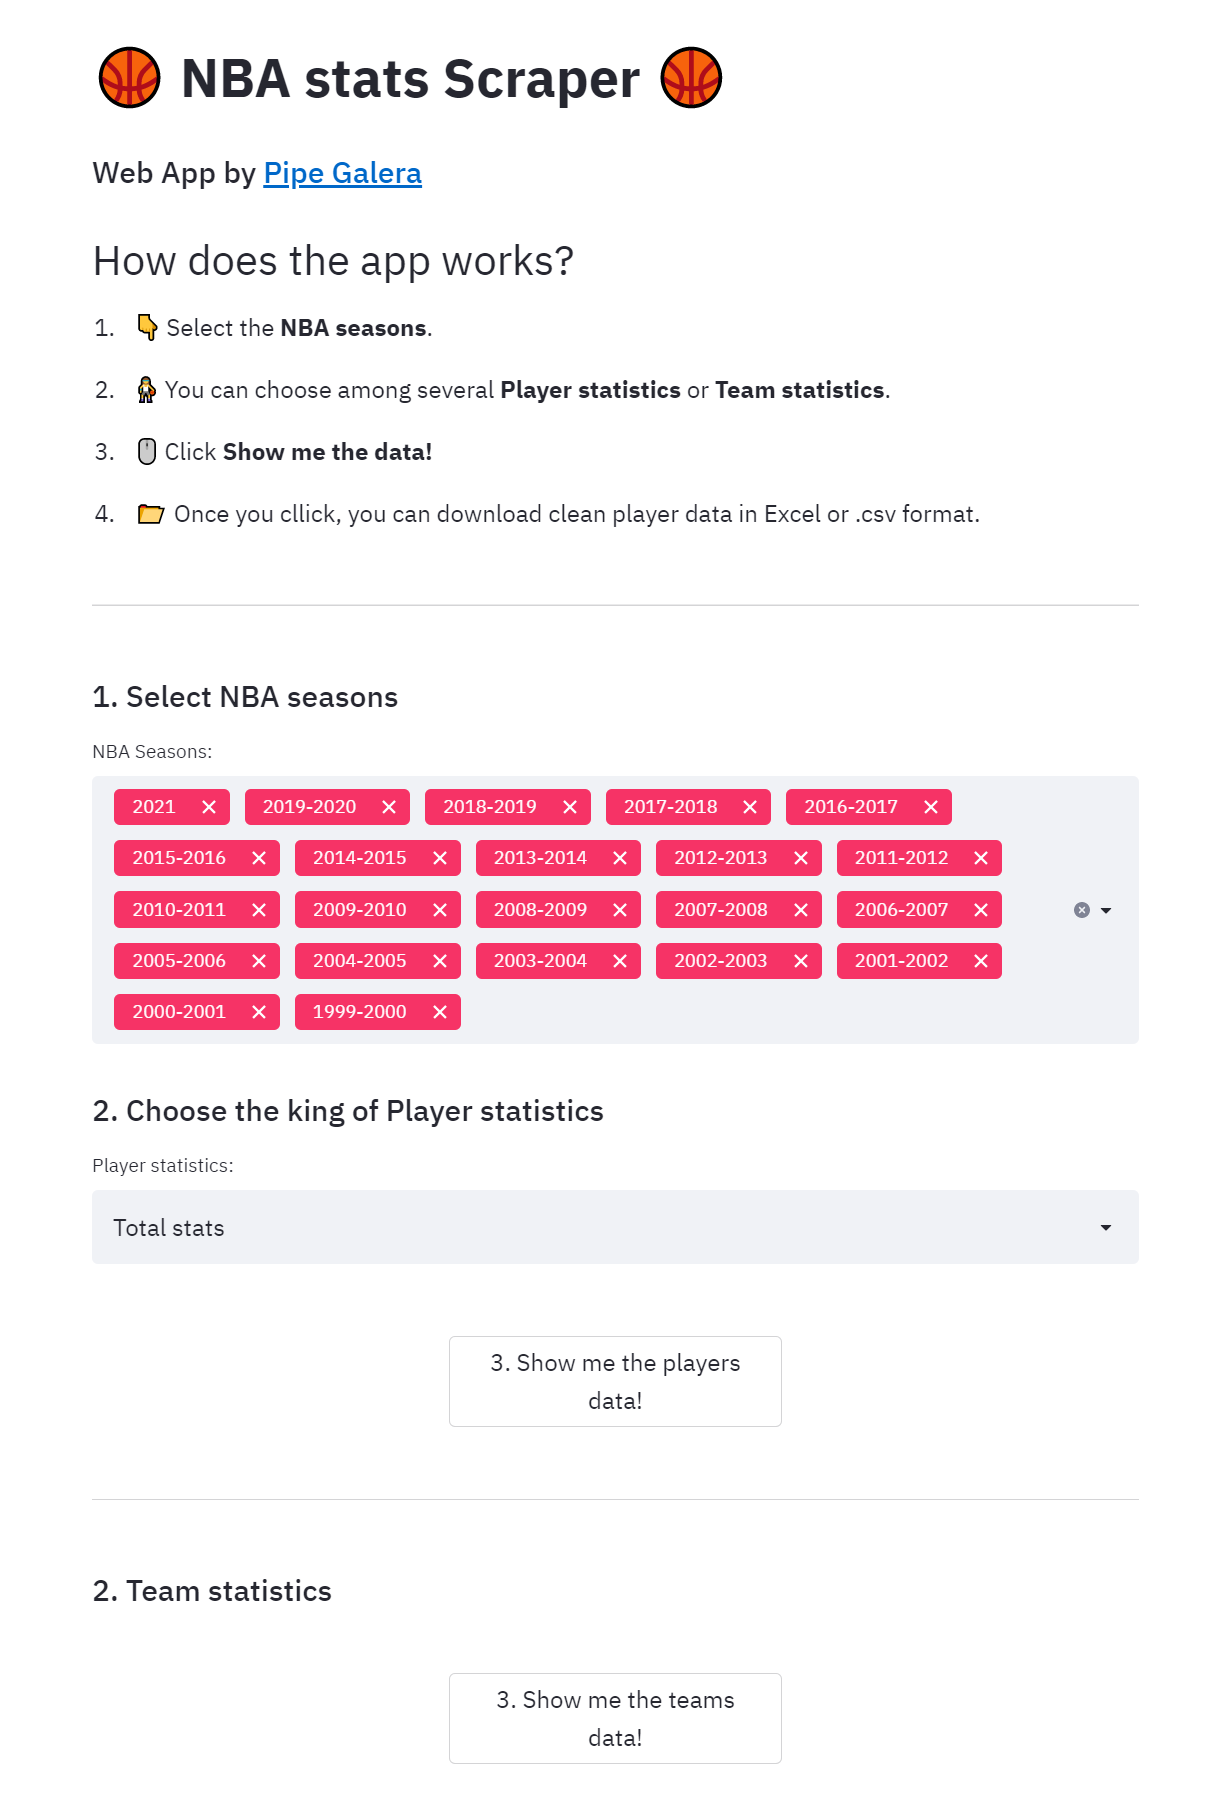 NBA stats Scraper
Web App by Pipe Galera
How does the app works?
1. Select the NBA seasons.
2. You can choose among several Player statistics or Team statistics.
3. Click Show me the data!
4. Once you cllick, you can download clean player data in Excel or .csv format.
1. Select NBA seasons
NBA Seasons:
2021 2019-2020 2018-2019 2017-2018 2016-2017
2015-2016 2014-2015 2013-2014 2012-2013 2011-2012
2010-2011 2009-2010 2008-2009 2007-2008 2006-2007
2005-2006 2004-2005 2003-2004 2002-2003 2001-2002
2000-2001 1999-2000
2. Choose the king of Player statistics
Player statistics:
Total stats
3. Show me the players
data!
2. Team statistics
3. Show me the teams
data!